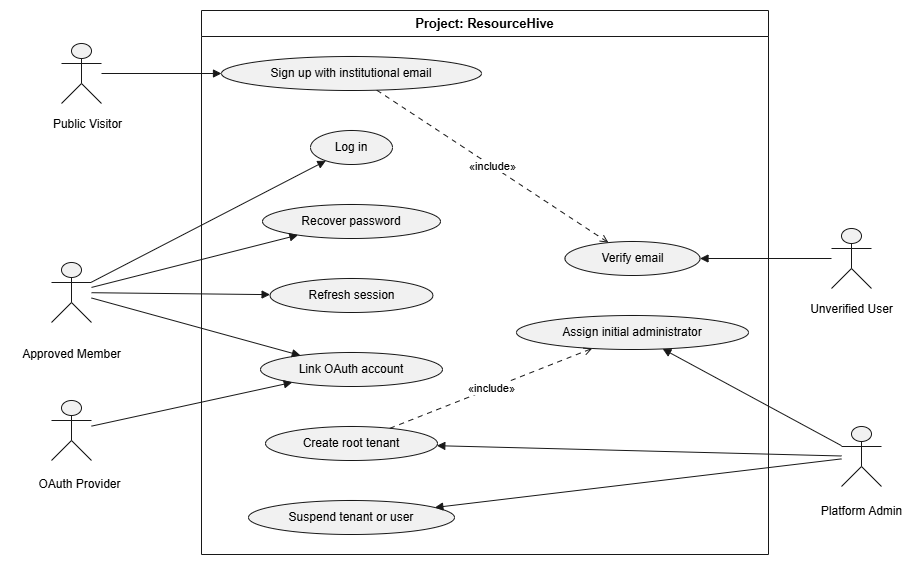 Project: ResourceHive
Sign up with institutional email
Public Visitor
Log in
«include»
Recover password
Verify email
Refresh session
Unverified User
Assign initial administrator
Approved Member
Link OAuth account
«include»
Create root tenant
OAuth Provider
Platform Admin
Suspend tenant or user